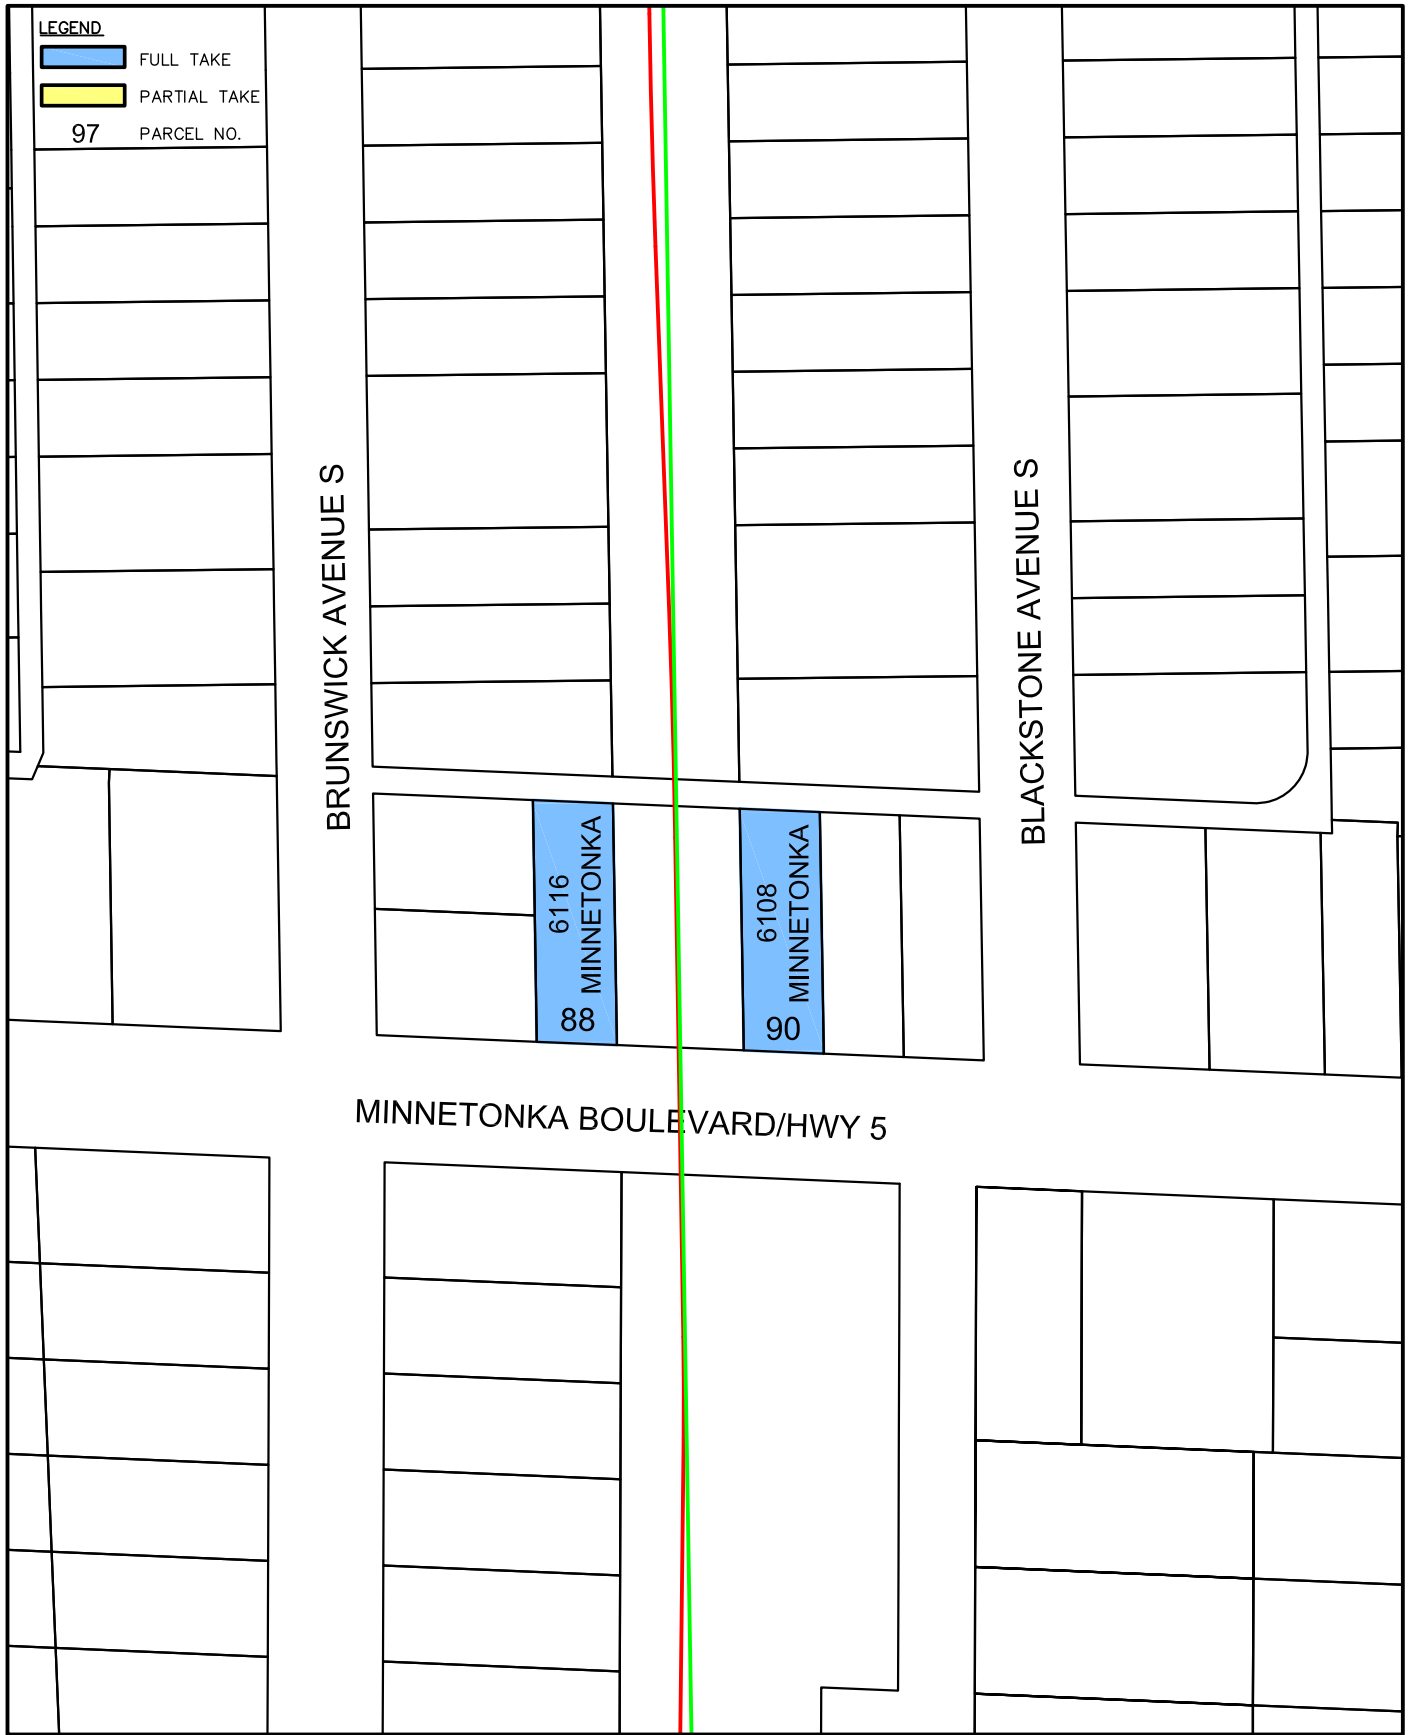 LEGEND
FULL TAKE
PARTIAL TAKE
97 PARCEL NO.
BRUNSWICK AVENUE S
BLACKSTONE AVENUE S
6116
MINNETONKA
88
6108
MINNETONKA
90
MINNETONKA BOULEVARD/HWY 5